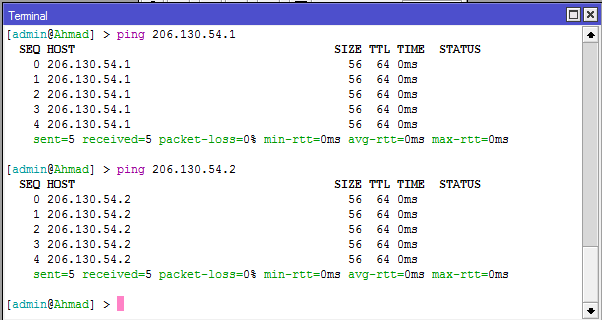 Terminal
[admin@Ahmad] > ping 206.130.54.1
SEQ HOST SIZE TTL TIME STATUS
0 206.130.54.1 56 64 0ms
1 206.130.54.1 56 64 0ms
2 206.130.54.1 56 64 0ms
3 206.130.54.1 56 64 0ms
4 206.130.54.1 56 64 0ms
sent=5 received=5 packet-loss=0% min-rtt=0ms avg-rtt=0ms max-rtt=0ms
[admin@Ahmad] > ping 206.130.54.2
SEQ HOST SIZE TTL TIME STATUS
0 206.130.54.2 56 64 0ms
1 206.130.54.2 56 64 0ms
2 206.130.54.2 56 64 0ms
3 206.130.54.2 56 64 0ms
4 206.130.54.2 56 64 0ms
sent=5 received=5 packet-loss=0% min-rtt=0ms avg-rtt=0ms max-rtt=0ms
[admin@Ahmad] >